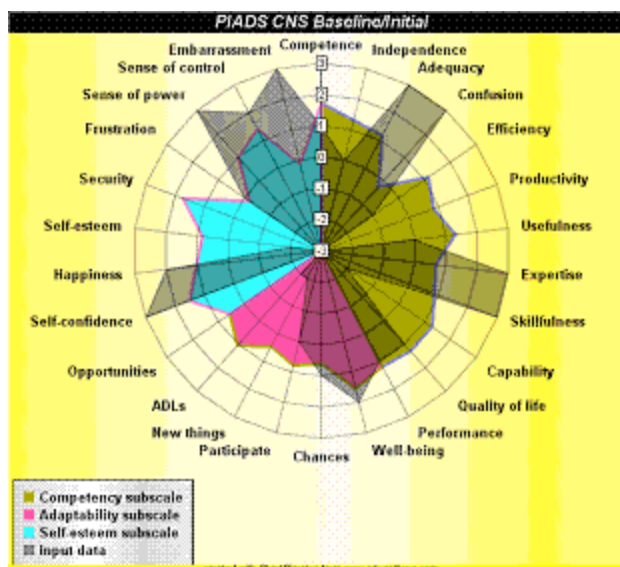 PIADS CNS Baseline/Initial
Competence
Embarrassment
Independence
Sense of control
Adequacy
Sense of power
Confusion
Frustration
Efficiency
Security
Productivity
Self-esteem
Usefulness
Happiness
Expertise
Self-confidence
Skillfulness
Opportunities
Capability
ADLs
Quality of life
New things
Performance
Participate
Well-being
Chances
3
2
1
0
-1
-2
-3
Competency subscale
Adaptability subscale
Self-esteem subscale
Input data